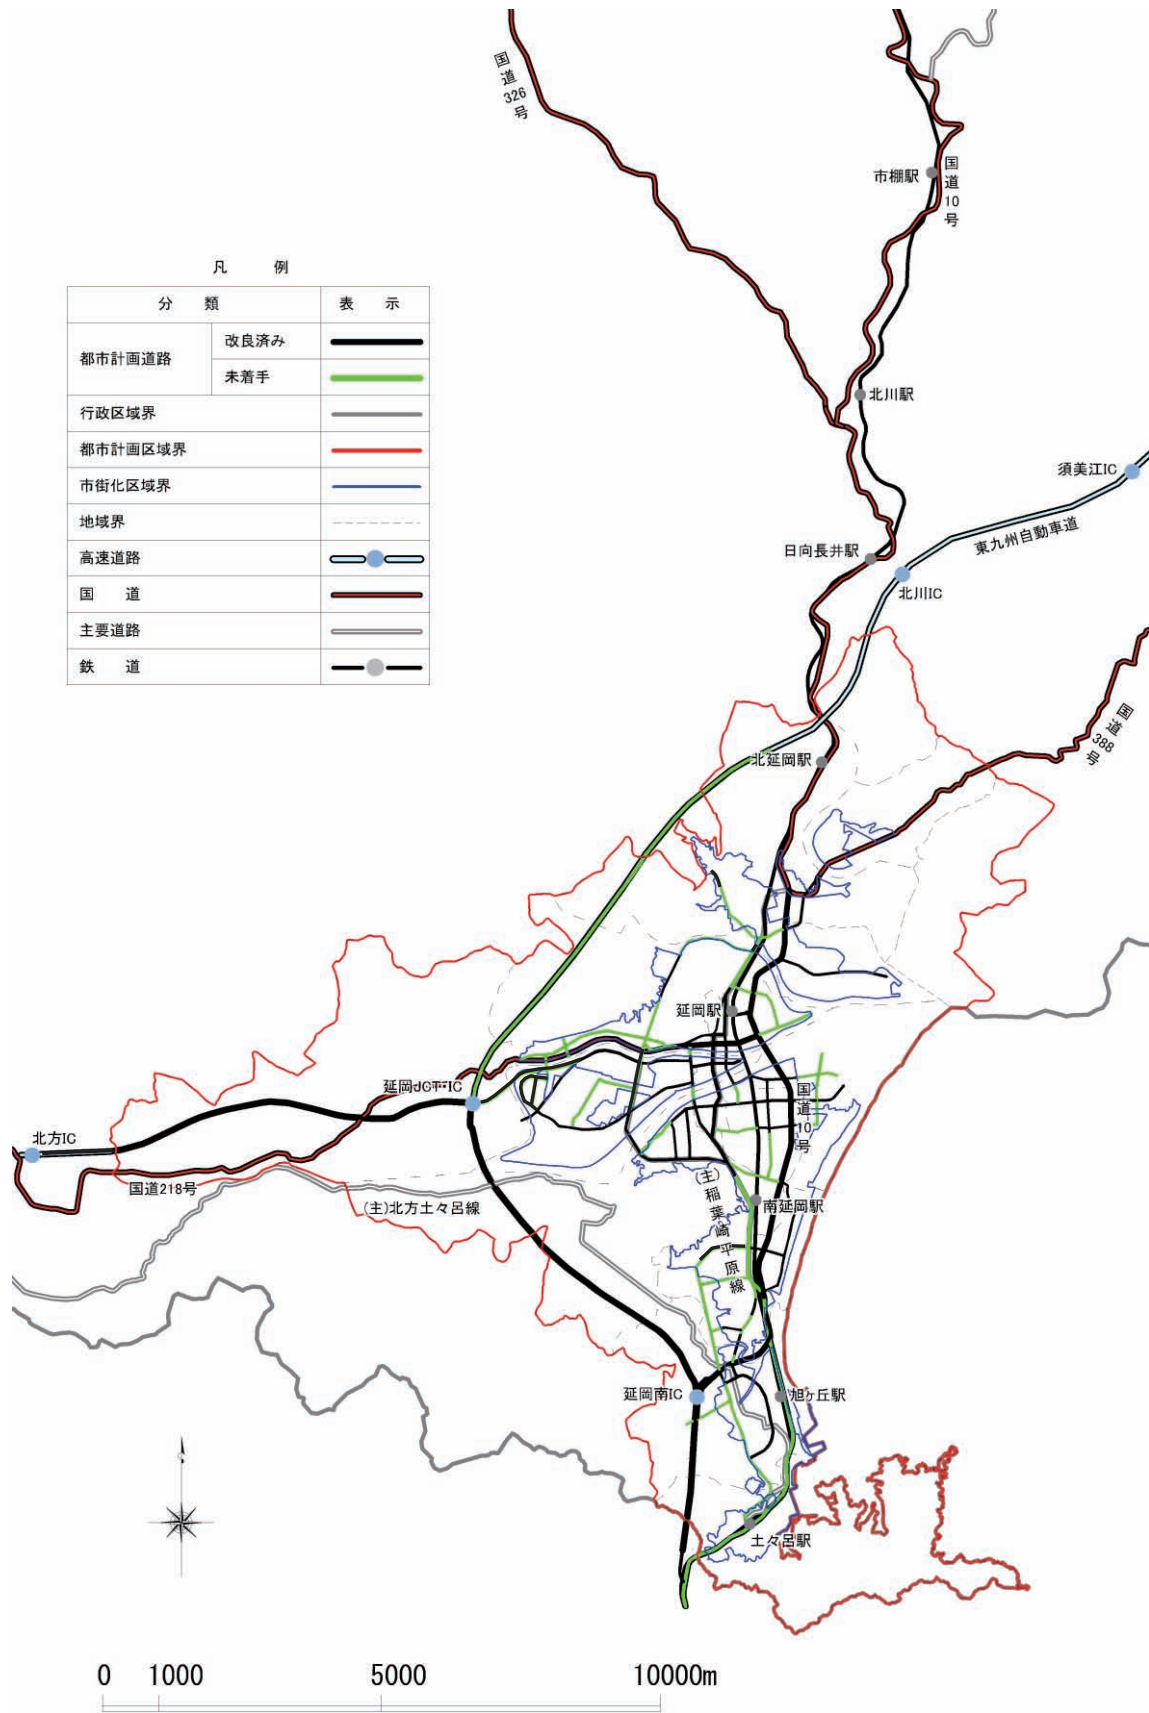 国道326号
市棚駅
国道10号
凡　例
分　類
表　示
都市計画道路
改良済み
未着手
行政区域界
都市計画区域界
市街化区域界
地域界
高速道路
国　道
主要道路
鉄　道
北川駅
須美江IC
東九州自動車道
日向長井駅
北川IC
国道388号
北延岡駅
延岡駅
延岡JCT・IC
国道10号
北方IC
国道218号
(主)北方土々呂線
(主)稲葉崎平原線
南延岡駅
延岡南IC
旭ヶ丘駅
土々呂駅
0 1000 5000 10000m